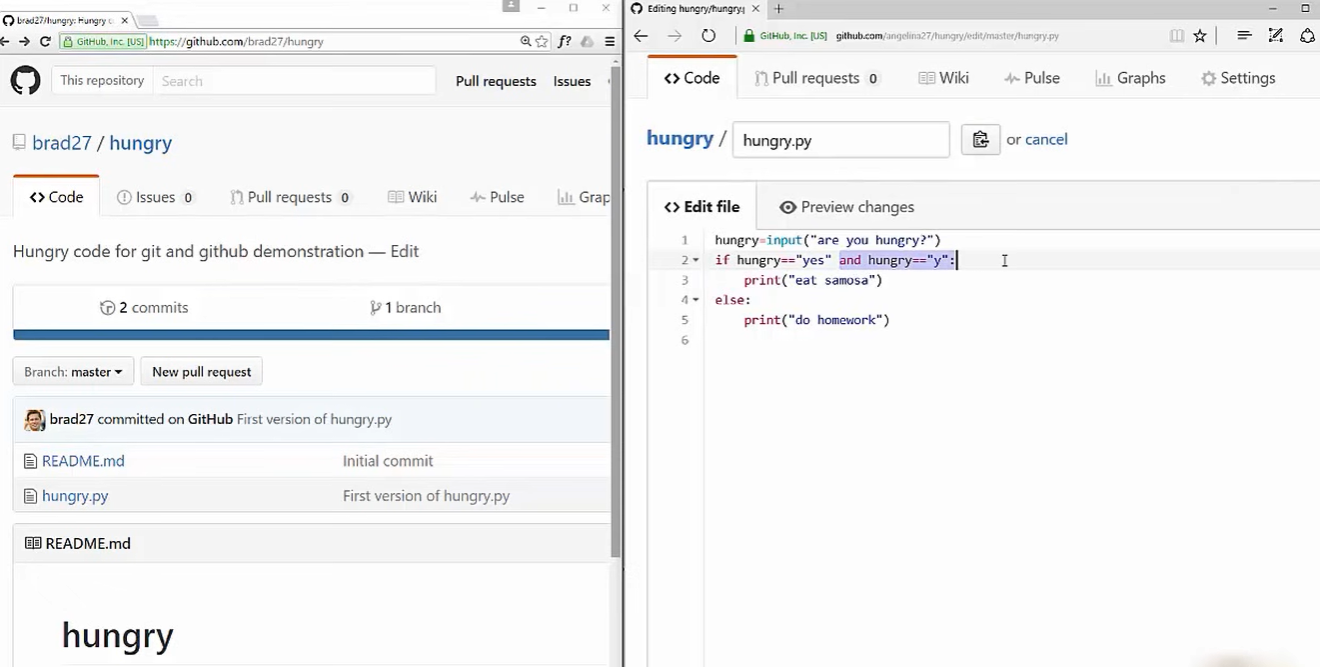 brad27/hungry: Hungry c
GitHub, Inc. [US] https://github.com/brad27/hungry
This repository Search Pull requests Issues
brad27 / hungry
<> Code Issues 0 Pull requests 0 Wiki Pulse Grap
Hungry code for git and github demonstration — Edit
2 commits 1 branch
Branch: master New pull request
brad27 committed on GitHub First version of hungry.py
README.md Initial commit
hungry.py First version of hungry.py
README.md
hungry
Editing hungry/hungry.p
GitHub, Inc. [US] github.com/angelina27/hungry/edit/master/hungry.py
<> Code Pull requests 0 Wiki Pulse Graphs Settings
hungry / hungry.py or cancel
<> Edit file Preview changes
1 hungry=input("are you hungry?")
2 if hungry=="yes" and hungry=="y":
3 print("eat samosa")
4 else:
5 print("do homework")
6